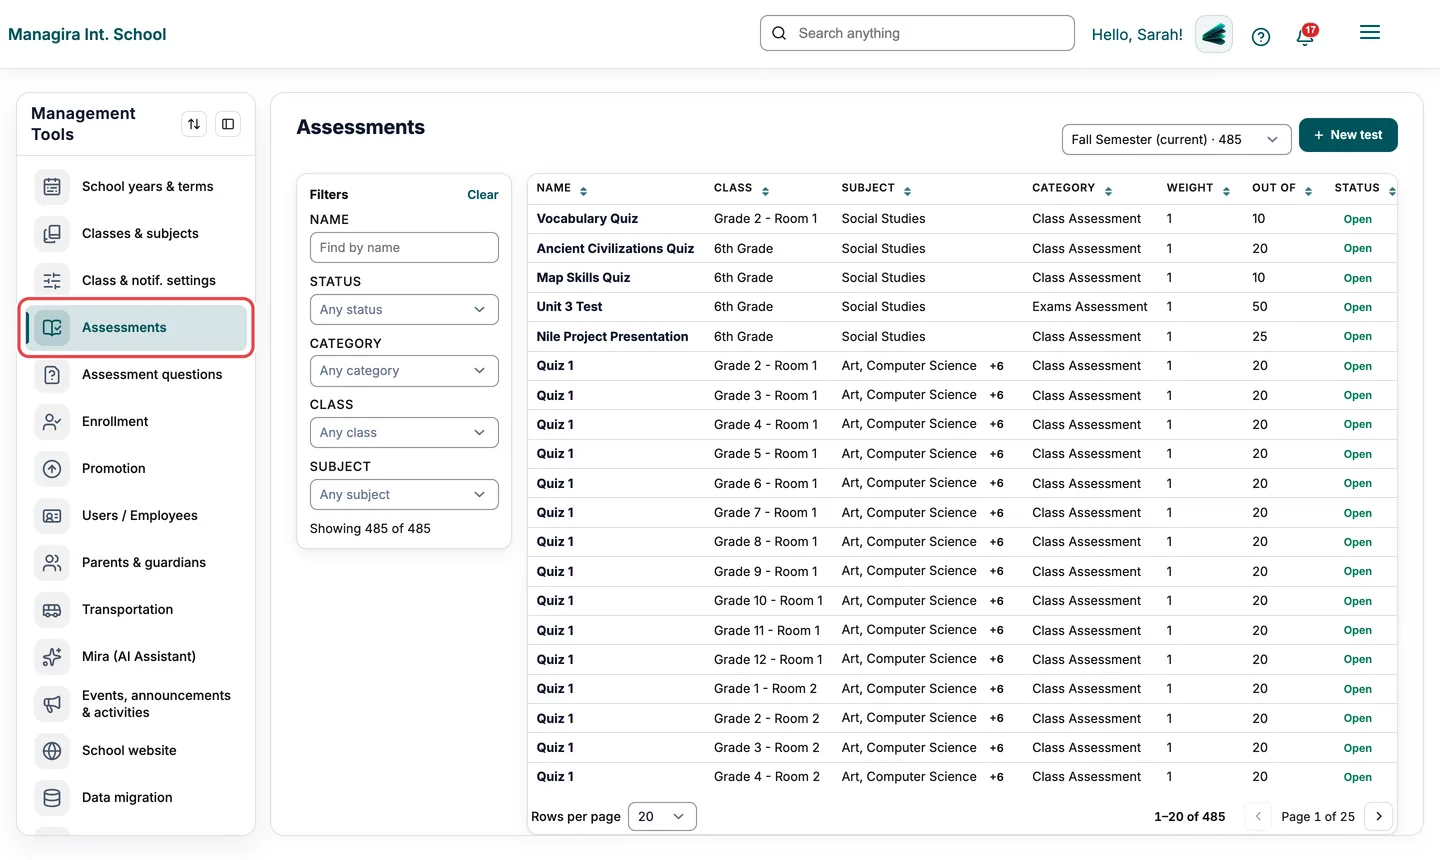 Managira Int. School
Search anything
Hello, Sarah!
17
Management
Tools
School years & terms
Classes & subjects
Class & notif. settings
Assessments
Assessment questions
Enrollment
Promotion
Users / Employees
Parents & guardians
Transportation
Mira (AI Assistant)
Events, announcements
& activities
School website
Data migration
Assessments
Fall Semester (current) · 485
+ New test
Filters Clear
NAME
Find by name
STATUS
Any status
CATEGORY
Any category
CLASS
Any class
SUBJECT
Any subject
Showing 485 of 485
NAME CLASS SUBJECT CATEGORY WEIGHT OUT OF STATUS
Vocabulary Quiz Grade 2 - Room 1 Social Studies Class Assessment 1 10 Open
Ancient Civilizations Quiz 6th Grade Social Studies Class Assessment 1 20 Open
Map Skills Quiz 6th Grade Social Studies Class Assessment 1 10 Open
Unit 3 Test 6th Grade Social Studies Exams Assessment 1 50 Open
Nile Project Presentation 6th Grade Social Studies Class Assessment 1 25 Open
Quiz 1 Grade 2 - Room 1 Art, Computer Science +6 Class Assessment 1 20 Open
Quiz 1 Grade 3 - Room 1 Art, Computer Science +6 Class Assessment 1 20 Open
Quiz 1 Grade 4 - Room 1 Art, Computer Science +6 Class Assessment 1 20 Open
Quiz 1 Grade 5 - Room 1 Art, Computer Science +6 Class Assessment 1 20 Open
Quiz 1 Grade 6 - Room 1 Art, Computer Science +6 Class Assessment 1 20 Open
Quiz 1 Grade 7 - Room 1 Art, Computer Science +6 Class Assessment 1 20 Open
Quiz 1 Grade 8 - Room 1 Art, Computer Science +6 Class Assessment 1 20 Open
Quiz 1 Grade 9 - Room 1 Art, Computer Science +6 Class Assessment 1 20 Open
Quiz 1 Grade 10 - Room 1 Art, Computer Science +6 Class Assessment 1 20 Open
Quiz 1 Grade 11 - Room 1 Art, Computer Science +6 Class Assessment 1 20 Open
Quiz 1 Grade 12 - Room 1 Art, Computer Science +6 Class Assessment 1 20 Open
Quiz 1 Grade 1 - Room 2 Art, Computer Science +6 Class Assessment 1 20 Open
Quiz 1 Grade 2 - Room 2 Art, Computer Science +6 Class Assessment 1 20 Open
Quiz 1 Grade 3 - Room 2 Art, Computer Science +6 Class Assessment 1 20 Open
Quiz 1 Grade 4 - Room 2 Art, Computer Science +6 Class Assessment 1 20 Open
Rows per page 20 1–20 of 485 Page 1 of 25